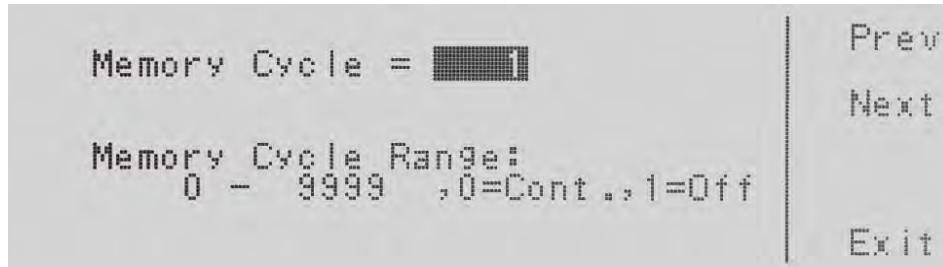 Memory Cycle = 1
Memory Cycle Range:
0 - 9999 ,0=Cont.,1=Off
Prev
Next
Exit